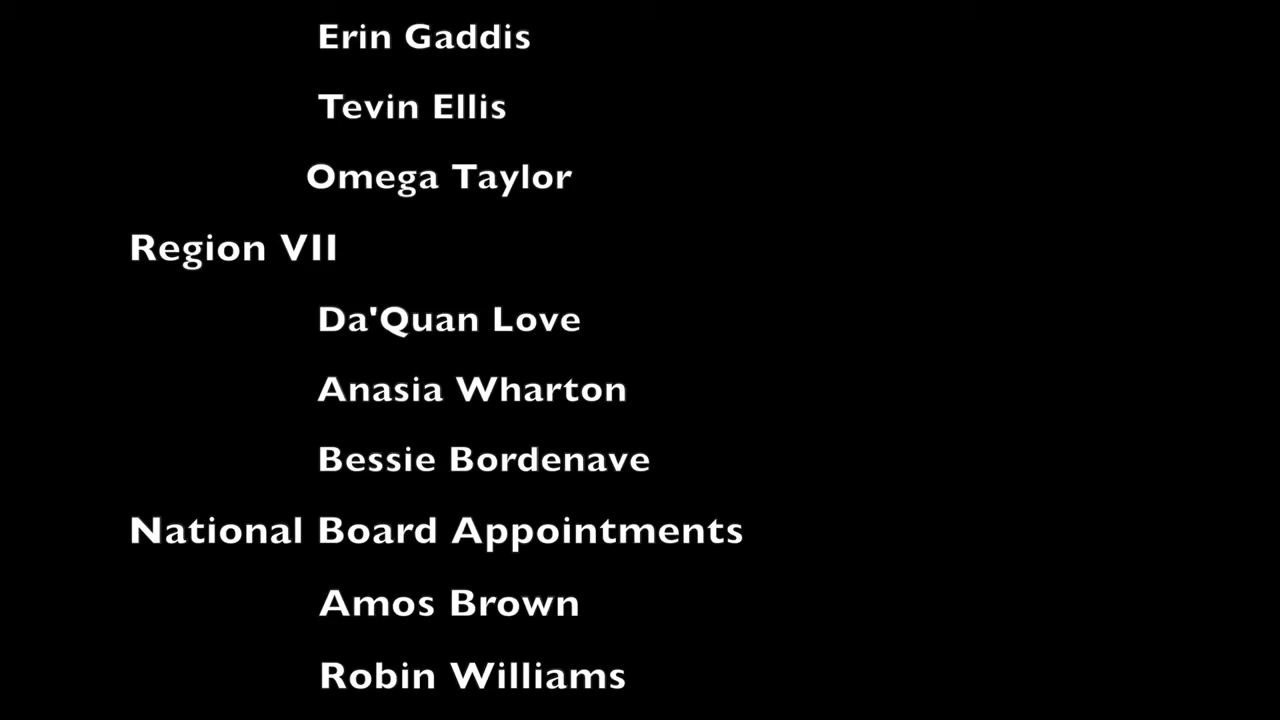 Erin Gaddis
Tevin Ellis
Omega Taylor
Region VII
Da'Quan Love
Anasia Wharton
Bessie Bordenave
National Board Appointments
Amos Brown
Robin Williams